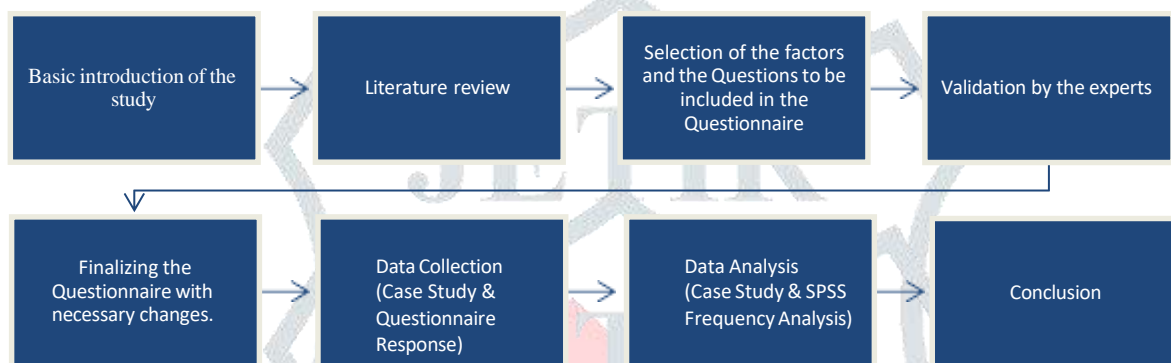 Basic introduction of the
study
Literature review
Selection of the factors
and the Questions to be
included in the
Questionnaire
Validation by the experts
Finalizing the
Questionnaire with
necessary changes.
Data Collection
(Case Study &
Questionnaire
Response)
Data Analysis
(Case Study & SPSS
Frequency Analysis)
Conclusion
JETIR